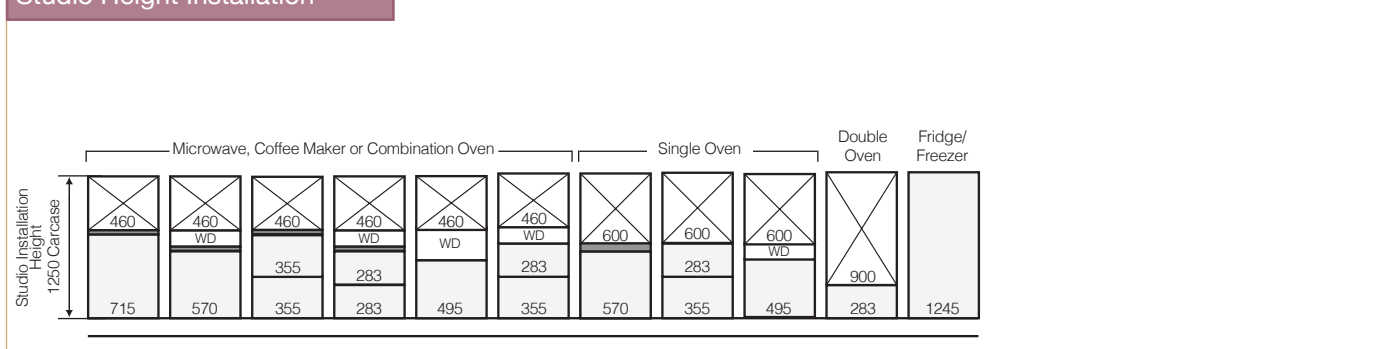 Studio Height Installation
Microwave, Coffee Maker or Combination Oven
Single Oven
Double
Oven
Fridge/
Freezer
Studio Installation
Height
1250 Carcase
460
715
460
WD
570
460
355
355
460
WD
283
283
460
WD
495
460
WD
283
355
600
570
600
283
355
600
WD
495
900
283
1245